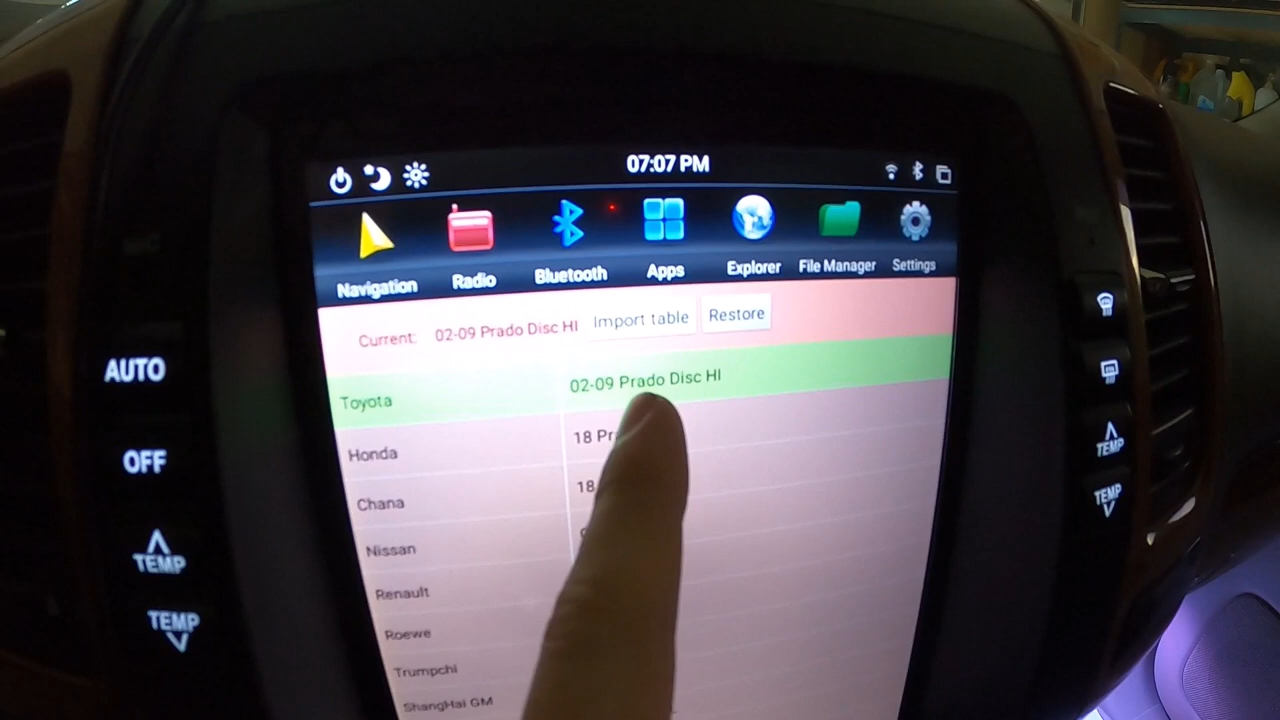 07:07 PM
Navigation Radio Bluetooth Apps Explorer File Manager Settings
Current: 02-09 Prado Disc HI Import table Restore
Toyota 02-09 Prado Disc HI
Honda 18
Chana 18
Nissan
Renault
Roewe
Trumpchi
ShangHai GM
AUTO
OFF
TEMP
TEMP
TEMP
TEMP